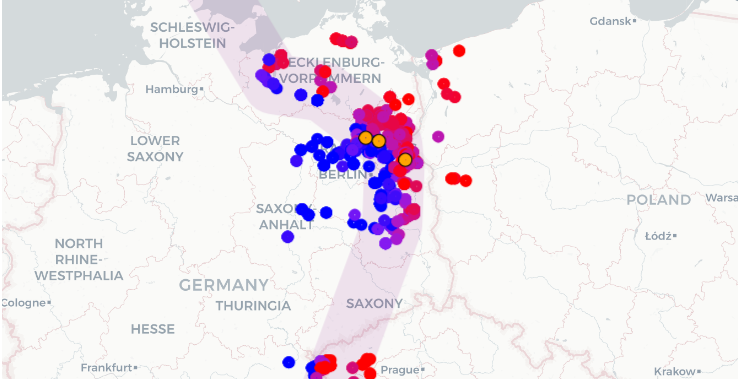 Gdansk
SCHLESWIG-
HOLSTEIN
MECKLENBURG-
VORPOMMERN
Hamburg
LOWER
SAXONY
BERLIN
POLAND
Warsa
SAXONY-
ANHALT
Łódź
NORTH
RHINE-
WESTPHALIA
GERMANY
Cologne
THURINGIA
SAXONY
HESSE
Frankfurt
Prague
Krakow